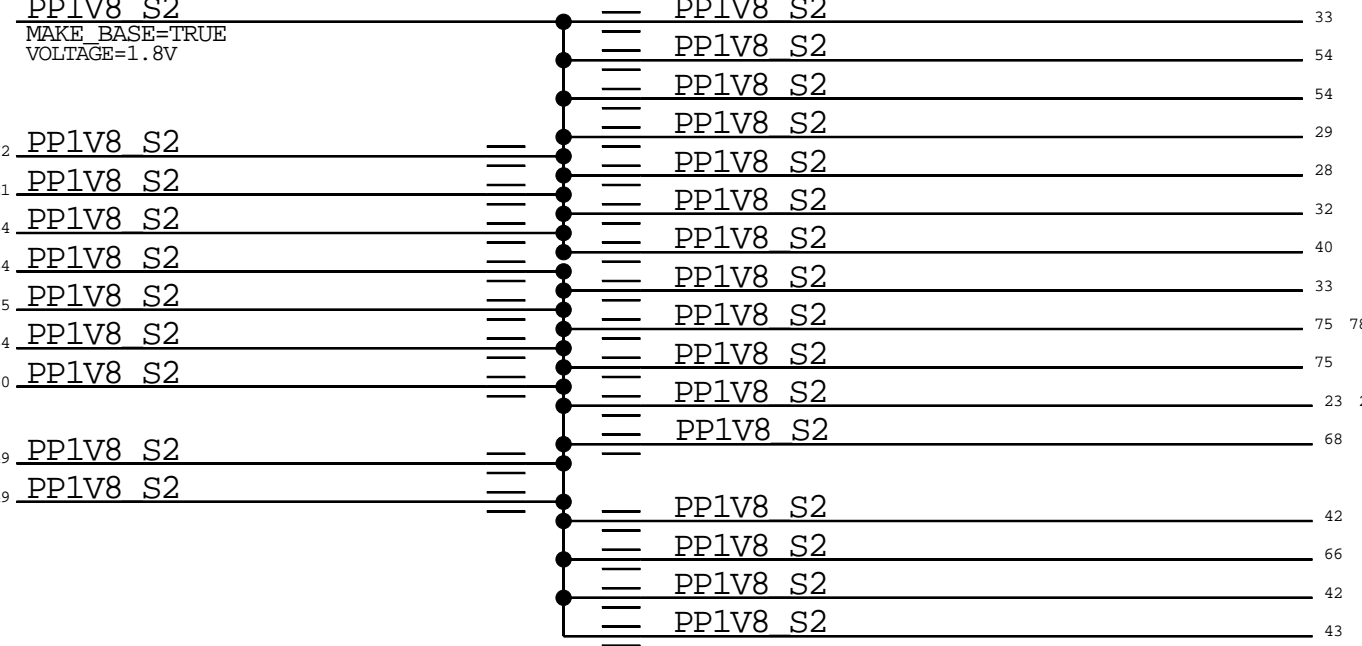 PP1V8_S2
MAKE_BASE=TRUE
VOLTAGE=1.8V
2 PP1V8_S2
1 PP1V8_S2
4 PP1V8_S2
4 PP1V8_S2
5 PP1V8_S2
4 PP1V8_S2
0 PP1V8_S2
9 PP1V8_S2
9 PP1V8_S2
PP1V8_S2 33
PP1V8_S2 54
PP1V8_S2 54
PP1V8_S2 29
PP1V8_S2 28
PP1V8_S2 32
PP1V8_S2 40
PP1V8_S2 33
PP1V8_S2 75 78
PP1V8_S2 75
PP1V8_S2 23
PP1V8_S2 68
PP1V8_S2 42
PP1V8_S2 66
PP1V8_S2 42
PP1V8_S2 43